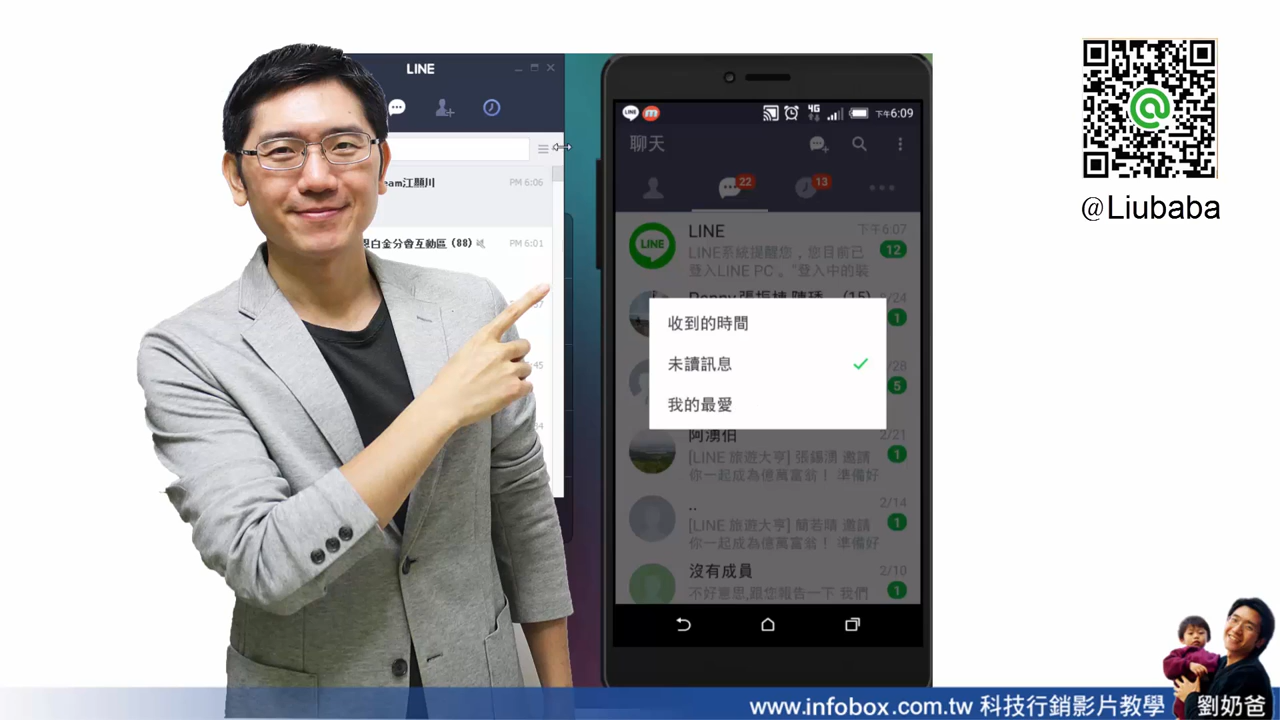 LINE
eam江顯川
PM 6:06
白金分會互動區 (88)
PM 6:01
LINE
4G
下午6:09
聊天
22
13
LINE
LINE
下午6:07
LINE系統提醒您，您目前已
登入LINE PC 。"登入中的裝
12
(15)
2/24
1
收到的時間
未讀訊息
我的最愛
/28
5
阿湧伯
2/21
[LINE 旅遊大亨] 張錫湧 邀請
你一起成為億萬富翁！ 準備好
1
..
2/14
[LINE 旅遊大亨] 簡若晴 邀請
你一起成為億萬富翁！ 準備好
1
沒有成員
2/10
不好意思,跟您報告一下 我們
1
@
@Liubaba
www.infobox.com.tw 科技行銷影片教學
劉奶爸